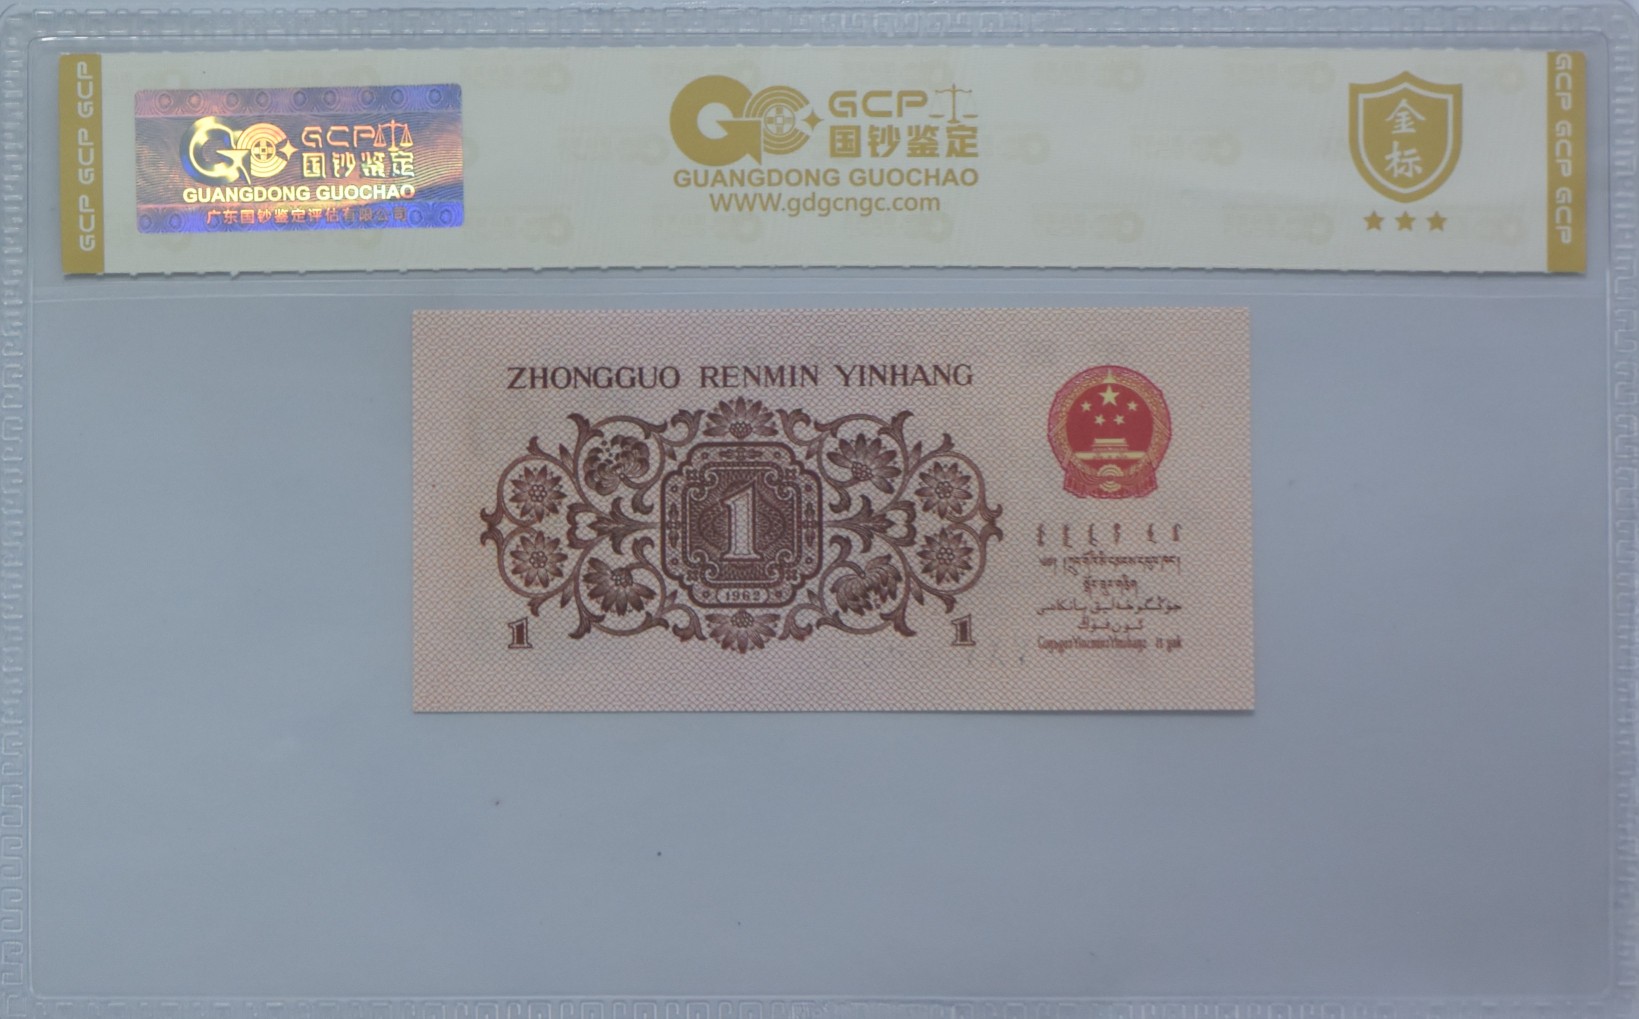 GCP GCP GCP
GCP
国钞鉴定
GUANGDONG GUOCHAO
广东国钞鉴定评估有限公司
GCP
国钞鉴定
GUANGDONG GUOCHAO
WWW.gdgcngc.com
金
标
GCP GCP GCP
ZHONGGUO RENMIN YINHANG
1
1962
1
1